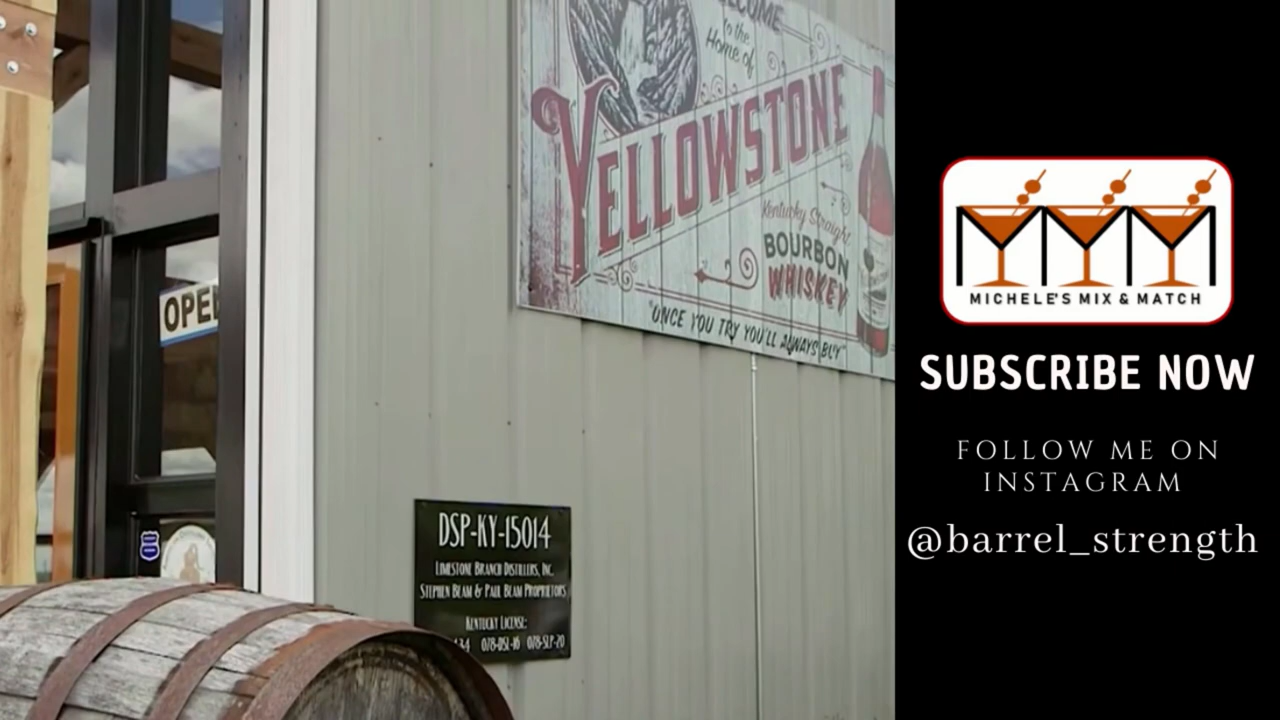 to the
Home of
YELLOWSTONE
Kentucky Straight
BOURBON
WHISKEY
"ONCE YOU TRY YOU'LL ALWAYS BUY"
OPE
DSP-KY-15014
LIMESTONE BRANCH DISTILLERS, INC.
STEPHEN BEAM & PAUL BEAM PROPRIETORS
KENTUCKY LICENSE:
078-DSL-16 078-SLP-20
MICHELE'S MIX & MATCH
SUBSCRIBE NOW
FOLLOW ME ON
INSTAGRAM
@barrel_strength